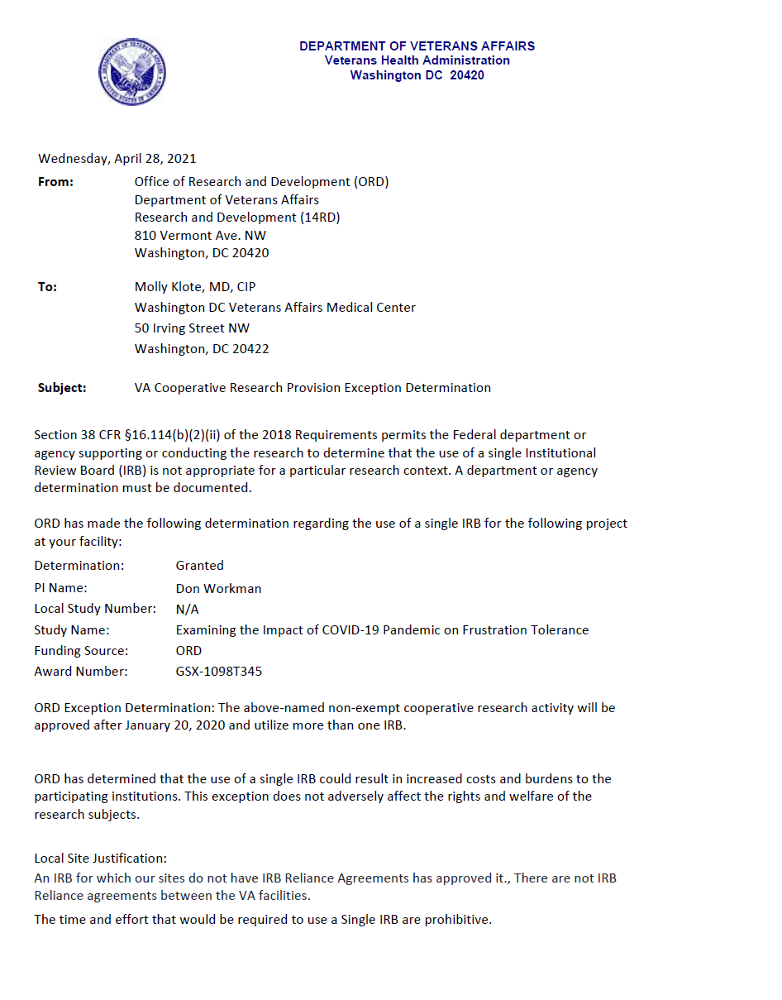 DEPARTMENT OF VETERANS AFFAIRS
Veterans Health Administration
Washington DC  20420
DEPARTMENT OF VETERANS AFFAIRS
UNITED STATES OF AMERICA
Wednesday, April 28, 2021
From: Office of Research and Development (ORD)
Department of Veterans Affairs
Research and Development (14RD)
810 Vermont Ave. NW
Washington, DC 20420
To: Molly Klote, MD, CIP
Washington DC Veterans Affairs Medical Center
50 Irving Street NW
Washington, DC 20422
Subject: VA Cooperative Research Provision Exception Determination
Section 38 CFR §16.114(b)(2)(ii) of the 2018 Requirements permits the Federal department or
agency supporting or conducting the research to determine that the use of a single Institutional
Review Board (IRB) is not appropriate for a particular research context. A department or agency
determination must be documented.
ORD has made the following determination regarding the use of a single IRB for the following project
at your facility:
Determination: Granted
PI Name: Don Workman
Local Study Number: N/A
Study Name: Examining the Impact of COVID-19 Pandemic on Frustration Tolerance
Funding Source: ORD
Award Number: GSX-1098T345
ORD Exception Determination: The above-named non-exempt cooperative research activity will be
approved after January 20, 2020 and utilize more than one IRB.
ORD has determined that the use of a single IRB could result in increased costs and burdens to the
participating institutions. This exception does not adversely affect the rights and welfare of the
research subjects.
Local Site Justification:
An IRB for which our sites do not have IRB Reliance Agreements has approved it., There are not IRB
Reliance agreements between the VA facilities.
The time and effort that would be required to use a Single IRB are prohibitive.